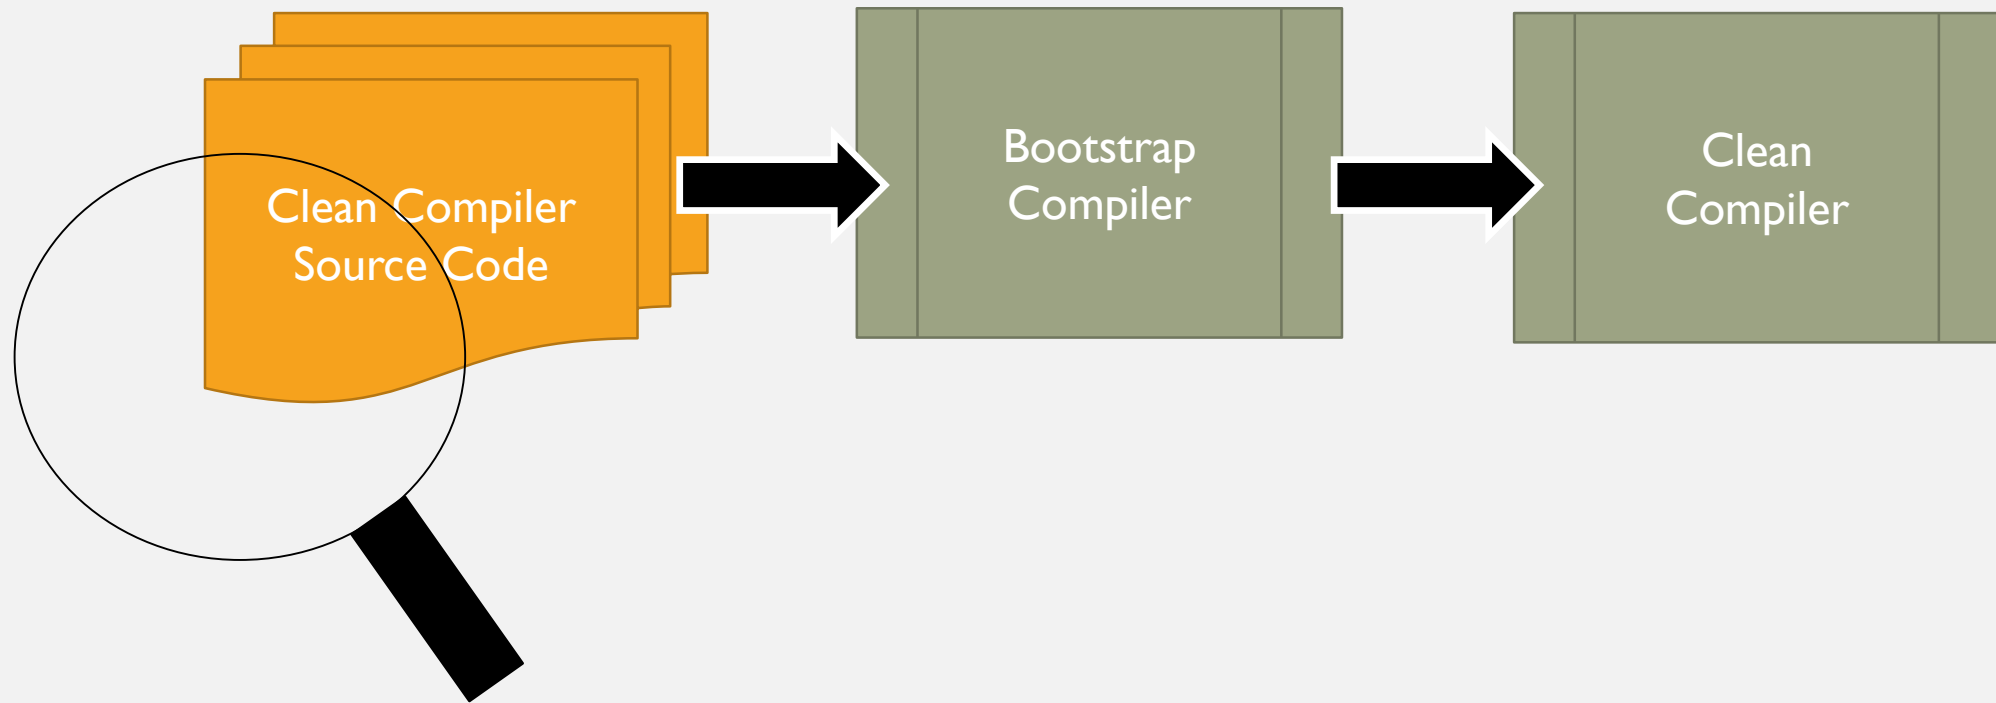 Clean Compiler
Source Code
Bootstrap
Compiler
Clean
Compiler